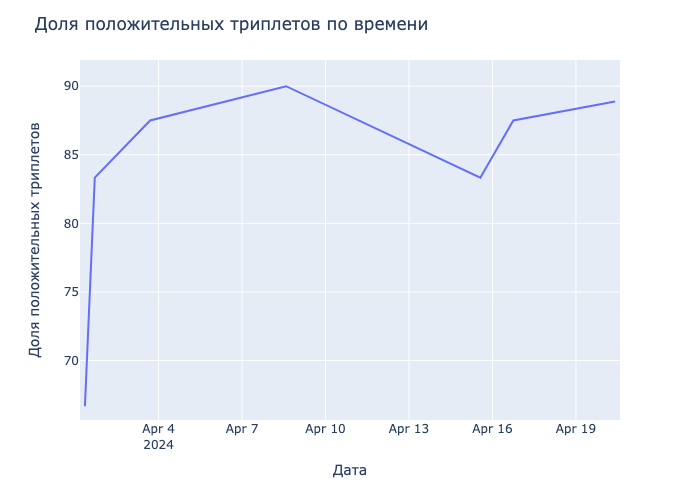 Доля положительных триплетов по времени
Доля положительных триплетов
90
85
80
75
70
Apr 4
2024
Apr 7
Apr 10
Apr 13
Apr 16
Apr 19
Дата